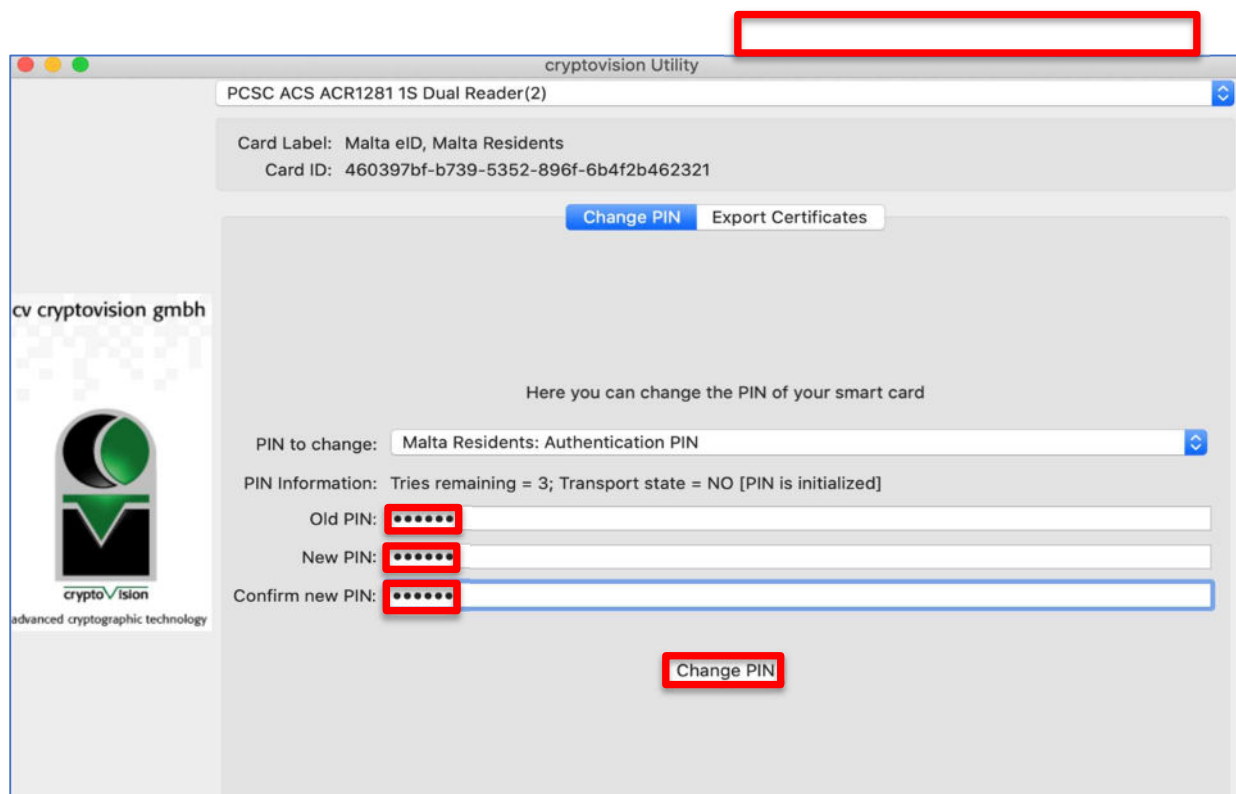 cryptovision Utility
PCSC ACS ACR1281 1S Dual Reader(2)
Card Label: Malta eID, Malta Residents
Card ID: 460397bf-b739-5352-896f-6b4f2b462321
Change PIN Export Certificates
cv cryptovision gmbh
Here you can change the PIN of your smart card
PIN to change: Malta Residents: Authentication PIN
PIN Information: Tries remaining = 3; Transport state = NO [PIN is initialized]
Old PIN: ••••••
New PIN: ••••••
Confirm new PIN: ••••••
cryptovision
advanced cryptographic technology
Change PIN